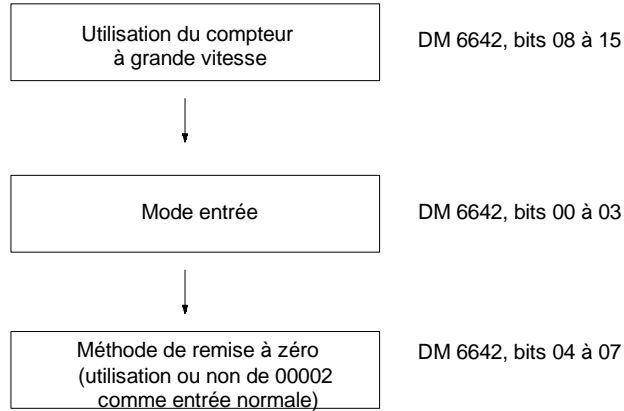 Utilisation du compteur
à grande vitesse
DM 6642, bits 08 à 15
Mode entrée
DM 6642, bits 00 à 03
Méthode de remise à zéro
(utilisation ou non de 00002
comme entrée normale)
DM 6642, bits 04 à 07